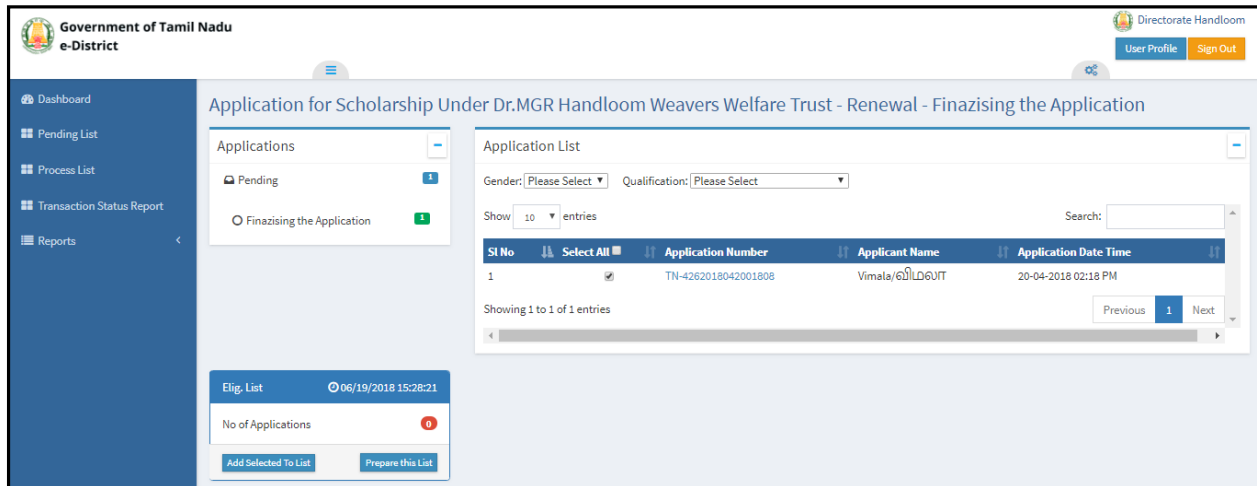 Government of Tamil Nadu
e-District
Directorate Handloom
User Profile Sign Out
Dashboard
Pending List
Process List
Transaction Status Report
Reports
Application for Scholarship Under Dr.MGR Handloom Weavers Welfare Trust - Renewal - Finazising the Application
Applications
Pending 1
Finazising the Application 1
Application List
Gender: Please Select Qualification: Please Select
Show 10 entries Search:
Sl No Select All Application Number Applicant Name Application Date Time
1 TN-4262018042001808 Vimala/விமலா 20-04-2018 02:18 PM
Showing 1 to 1 of 1 entries
Previous 1 Next
Elig. List 06/19/2018 15:28:21
No of Applications 0
Add Selected To List Prepare this List